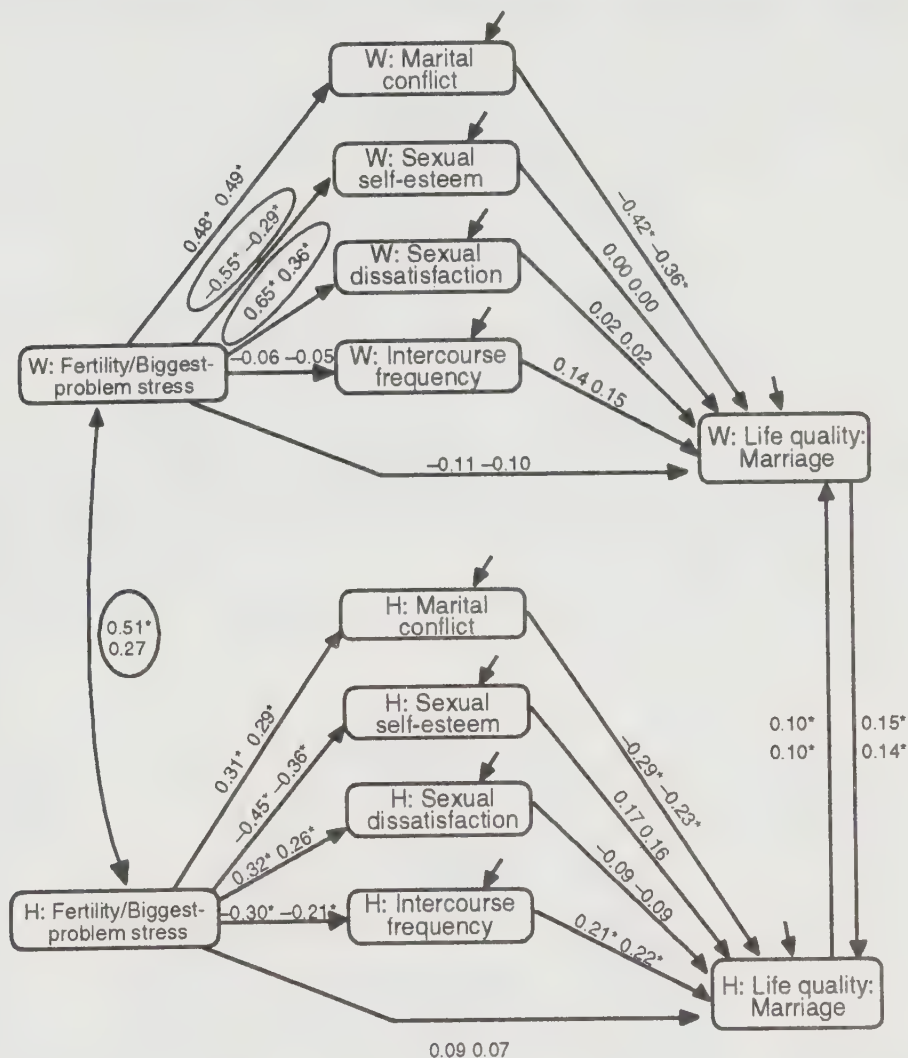 W: Marital
conflict
W: Sexual
self-esteem
0.48* 0.49*
−0.55* −0.29*
−0.42* −0.36*
W: Sexual
dissatisfaction
0.65* 0.36*
0.00 0.00
0.02 0.02
W: Fertility/Biggest-
problem stress
−0.06 −0.05
W: Intercourse
frequency
0.14 0.15
W: Life quality:
Marriage
−0.11 −0.10
H: Marital
conflict
0.51*
0.27
H: Sexual
self-esteem
0.31* 0.29*
−0.29* −0.23*
0.10*
0.10*
0.15*
0.14*
−0.45* −0.36*
H: Sexual
dissatisfaction
0.17 0.16
0.32* 0.26*
−0.09 −0.09
H: Fertility/Biggest-
problem stress
−0.30* −0.21*
H: Intercourse
frequency
0.21* 0.22*
H: Life quality:
Marriage
0.09 0.07